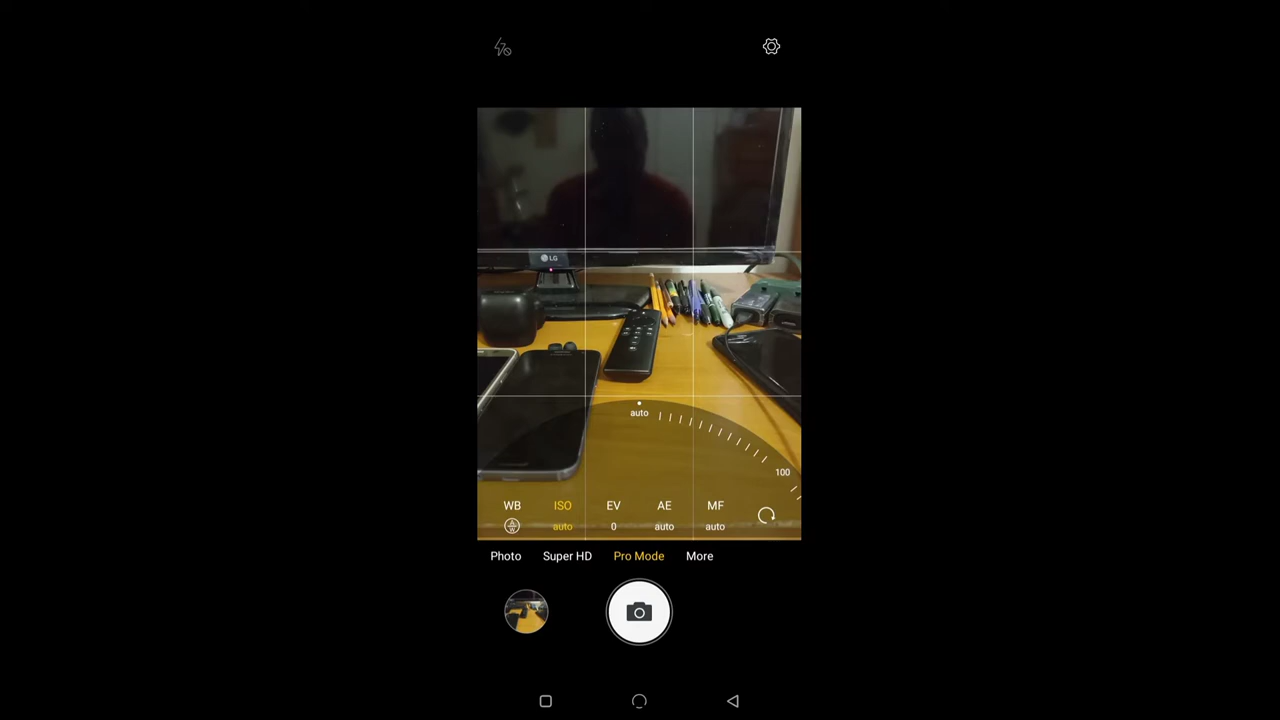 LG
auto
100
WB ISO EV AE MF
auto 0 auto auto
Photo Super HD Pro Mode More